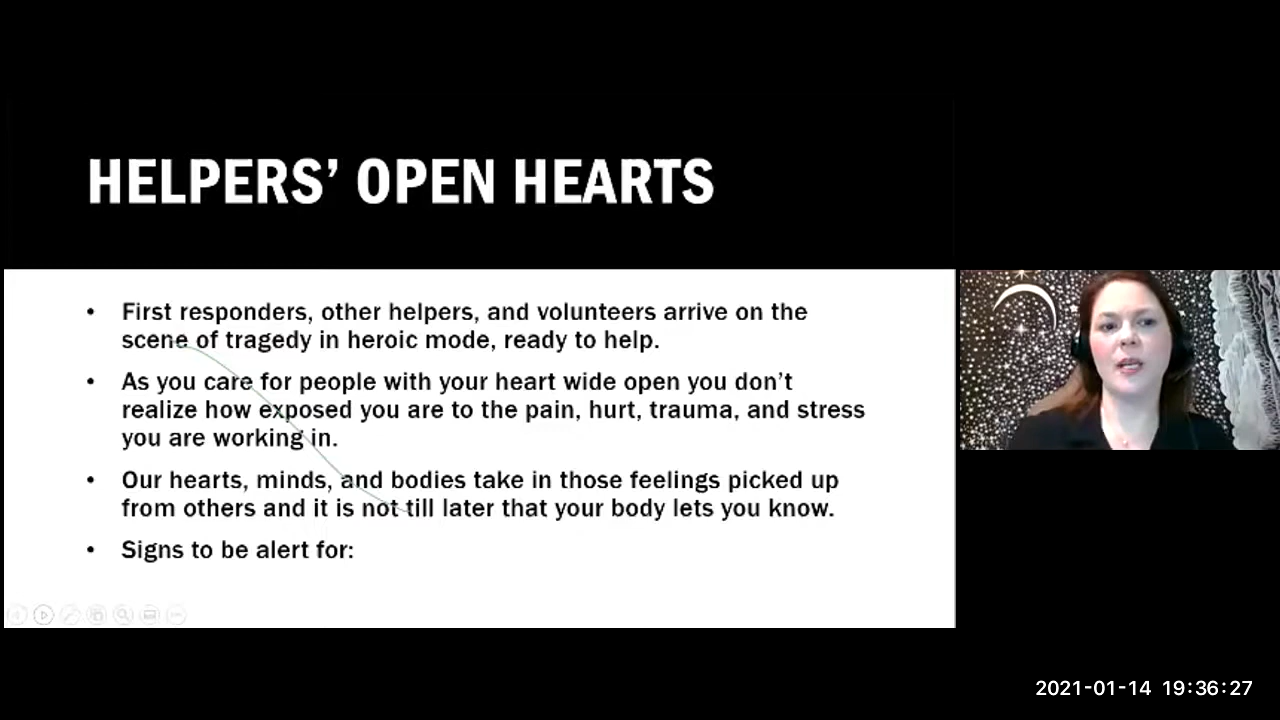 HELPERS’ OPEN HEARTS
• First responders, other helpers, and volunteers arrive on the
scene of tragedy in heroic mode, ready to help.
• As you care for people with your heart wide open you don’t
realize how exposed you are to the pain, hurt, trauma, and stress
you are working in.
• Our hearts, minds, and bodies take in those feelings picked up
from others and it is not till later that your body lets you know.
• Signs to be alert for:
2021-01-14 19:36:27